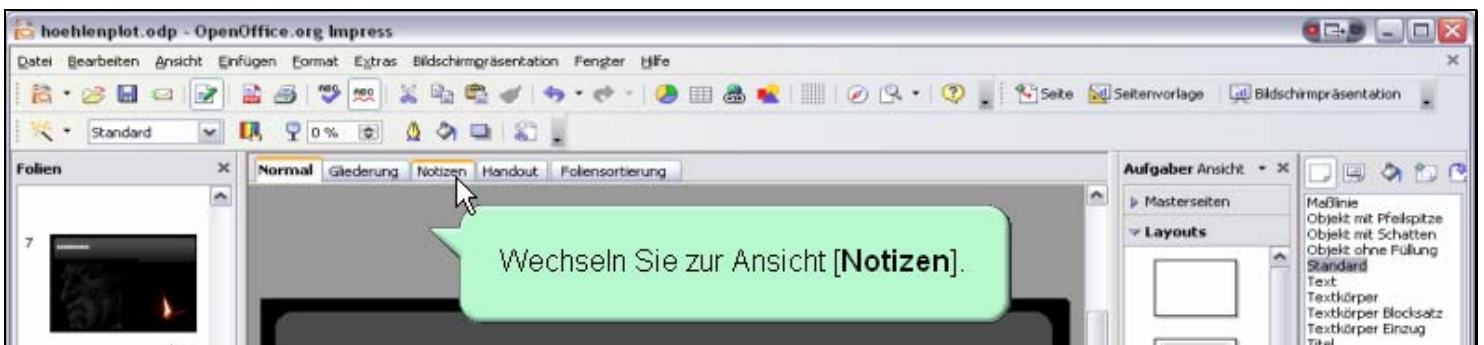 hoehlenplot.odp - OpenOffice.org Impress
Datei Bearbeiten Ansicht Einfügen Format Extras Bildschirmpräsentation Fenster Hilfe
Seite Seitenvorlage Bildschirmpräsentation
Standard 0 %
Folien
Normal Gliederung Notizen Handout Foliensortierung
Aufgaber Ansicht
Masterseiten
Layouts
7
Wechseln Sie zur Ansicht [Notizen].
Maßlinie
Objekt mit Pfeilspitze
Objekt mit Schatten
Objekt ohne Füllung
Standard
Text
Textkörper
Textkörper Blocksatz
Textkörper Einzug
Titel